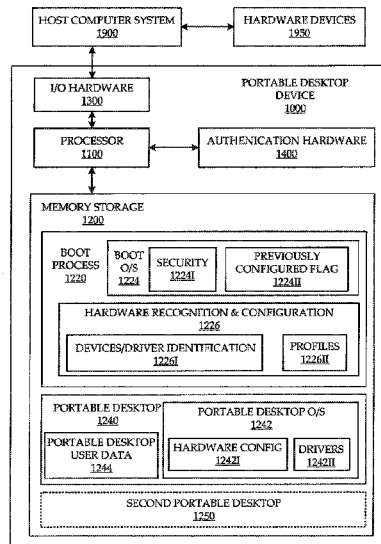 HOST COMPUTER SYSTEM
1900
HARDWARE DEVICES
1950
PORTABLE DESKTOP
DEVICE
1000
I/O HARDWARE
1300
PROCESSOR
1100
AUTHENICATION HARDWARE
1400
MEMORY STORAGE
1200
BOOT
PROCESS
1220
BOOT
O/S
1224
SECURITY
1224I
PREVIOUSLY
CONFIGURED FLAG
1224II
HARDWARE RECOGNITION & CONFIGURATION
1226
DEVICES/DRIVER IDENTIFICATION
1226I
PROFILES
1226II
PORTABLE DESKTOP
1240
PORTABLE DESKTOP
USER DATA
1244
PORTABLE DESKTOP O/S
1242
HARDWARE CONFIG
1242I
DRIVERS
1242II
SECOND PORTABLE DESKTOP
1250